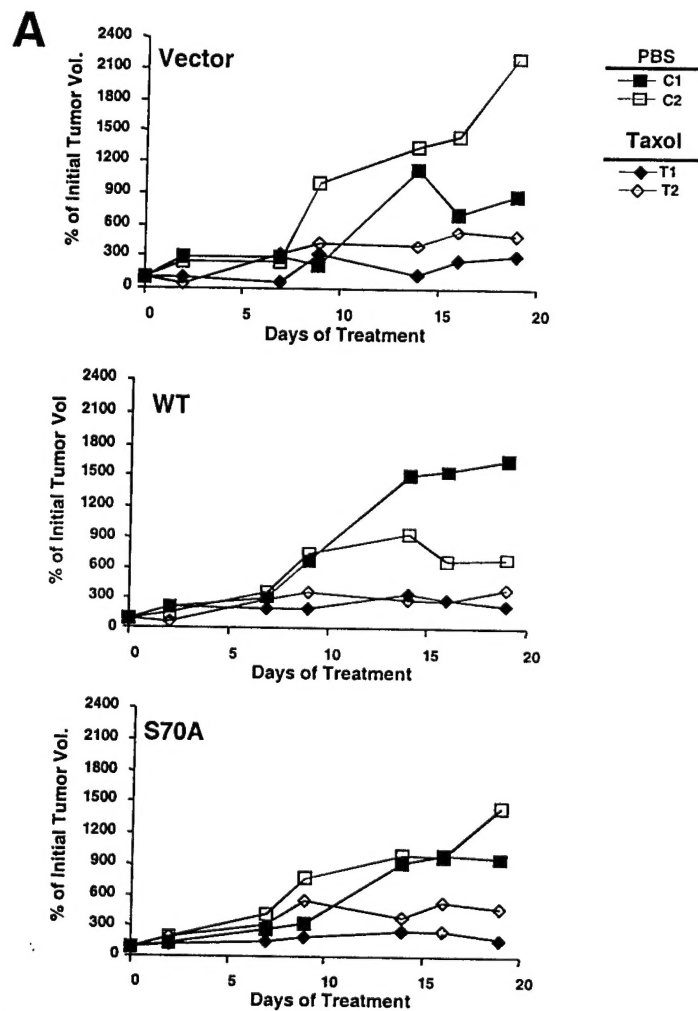 A
Vector
2400
2100
1800
1500
1200
900
600
300
0
% of Initial Tumor Vol.
0 5 10 15 20
Days of Treatment
PBS
C1
C2
Taxol
T1
T2
WT
2400
2100
1800
1500
1200
900
600
300
0
% of Initial Tumor Vol
0 5 10 15 20
Days of Treatment
S70A
2400
2100
1800
1500
1200
900
600
300
0
% of Initial Tumor Vol.
0 5 10 15 20
Days of Treatment